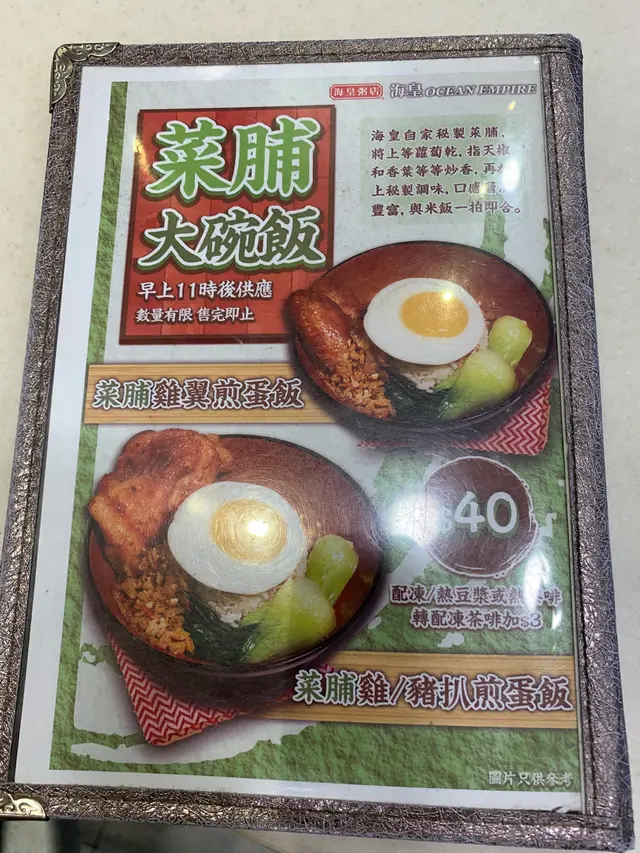 海皇粥店 海皇 OCEAN EMPIRE
菜脯
大碗飯
早上11時後供應
數量有限 售完即止
海皇自家秘製菜脯,
將上等蘿蔔乾,指天椒
和香葉等等炒香,再
上秘製調味,口感
豐富,與米飯一拍即合。
菜脯雞翼煎蛋飯
$40
配凍/熱豆漿或熱 啡
轉配凍茶啡加$3
菜脯雞/豬扒煎蛋飯
圖片只供參考